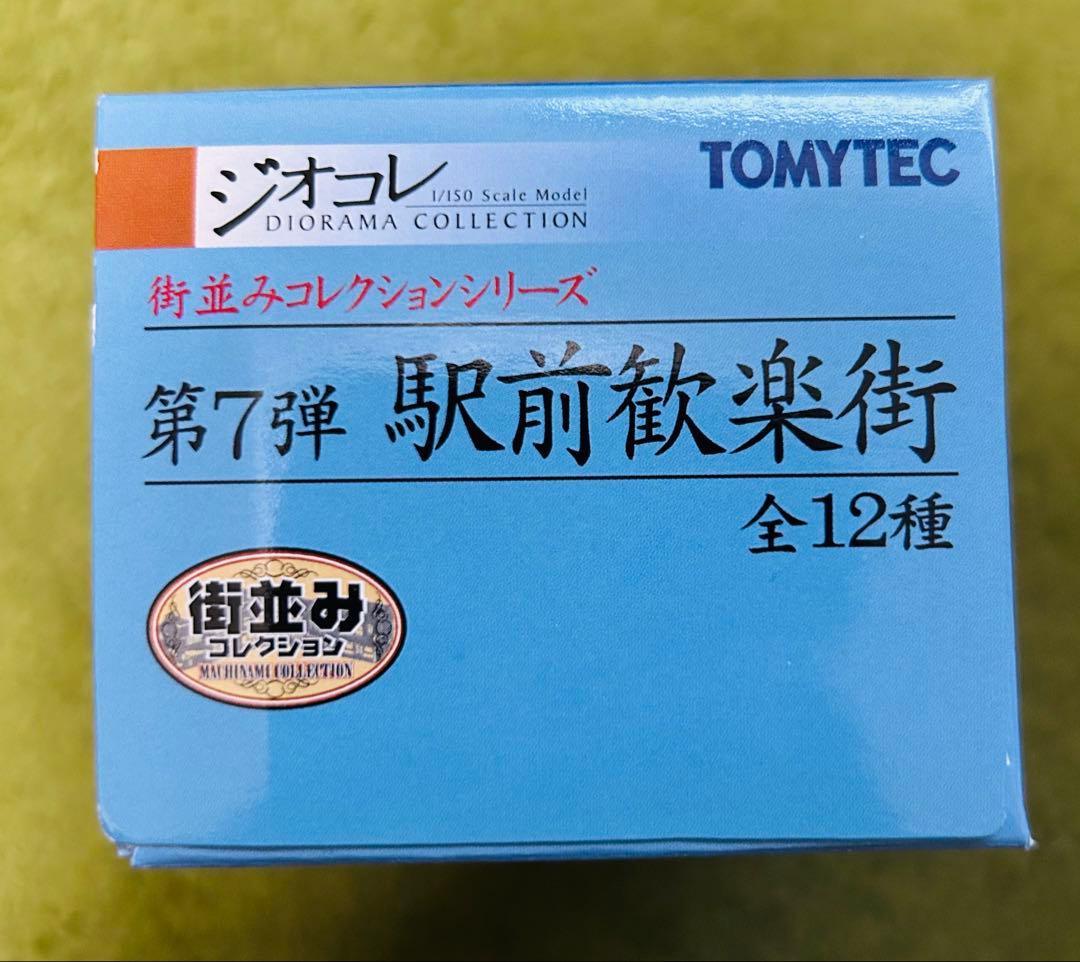 ジオコレ
1/150 Scale Model
DIORAMA COLLECTION
TOMYTEC
街並みコレクションシリーズ
第7弾 駅前歓楽街
全12種
街並み
コレクション
MACHINAMI COLLECTION